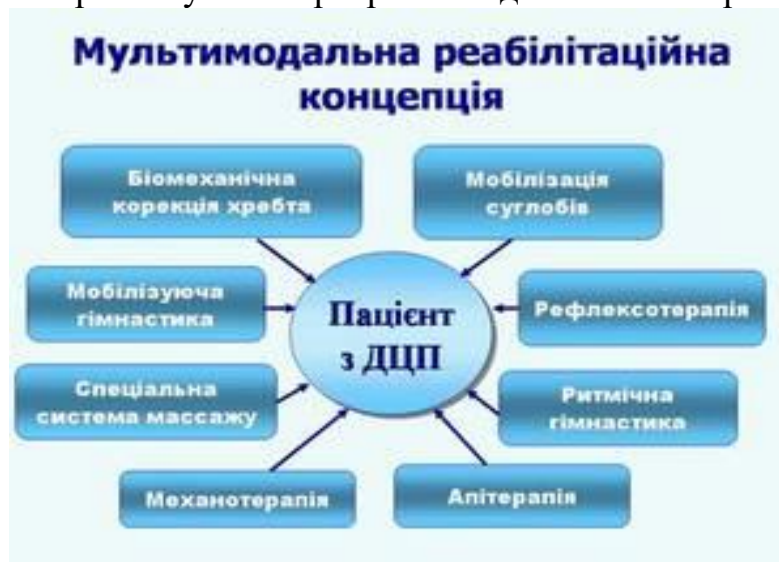 Мультимодальна реабілітаційна
концепція
Біомеханічна
корекція хребта
Мобілізація
суглобів
Мобілізуюча
гімнастика
Пацієнт
з ДЦП
Рефлексотерапія
Спеціальна
система массажу
Ритмічна
гімнастика
Механотерапія
Апітерапія